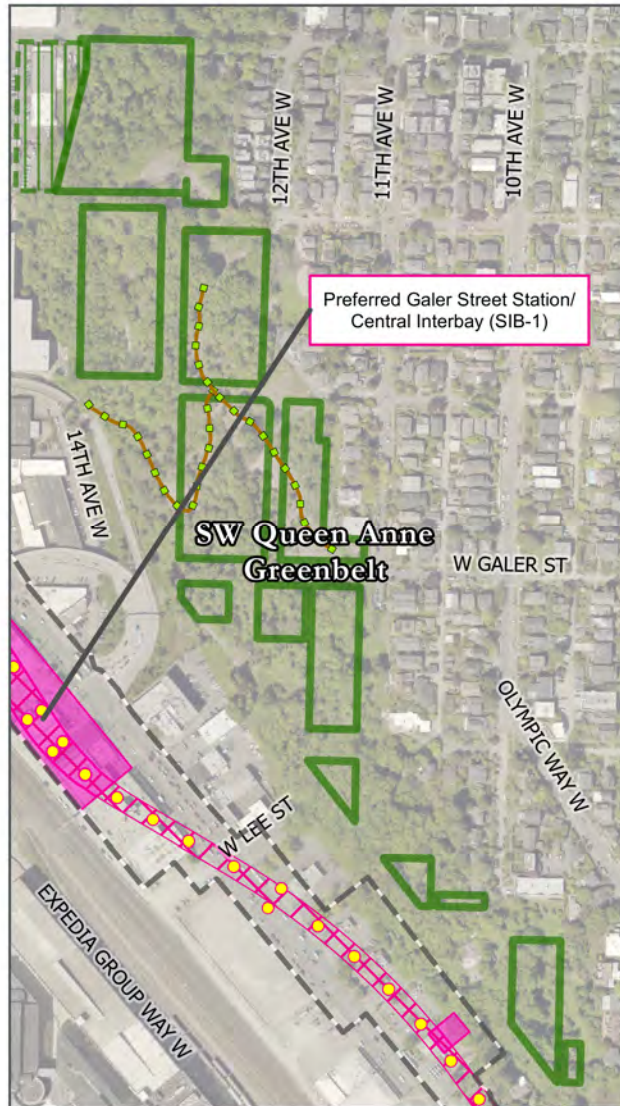 12TH AVE W
11TH AVE W
10TH AVE W
Preferred Galer Street Station/
Central Interbay (SIB-1)
14TH AVE W
SW Queen Anne
Greenbelt
W GALER ST
OLYMPIC WAY W
W LEE ST
EXPEDIA GROUP WAY W